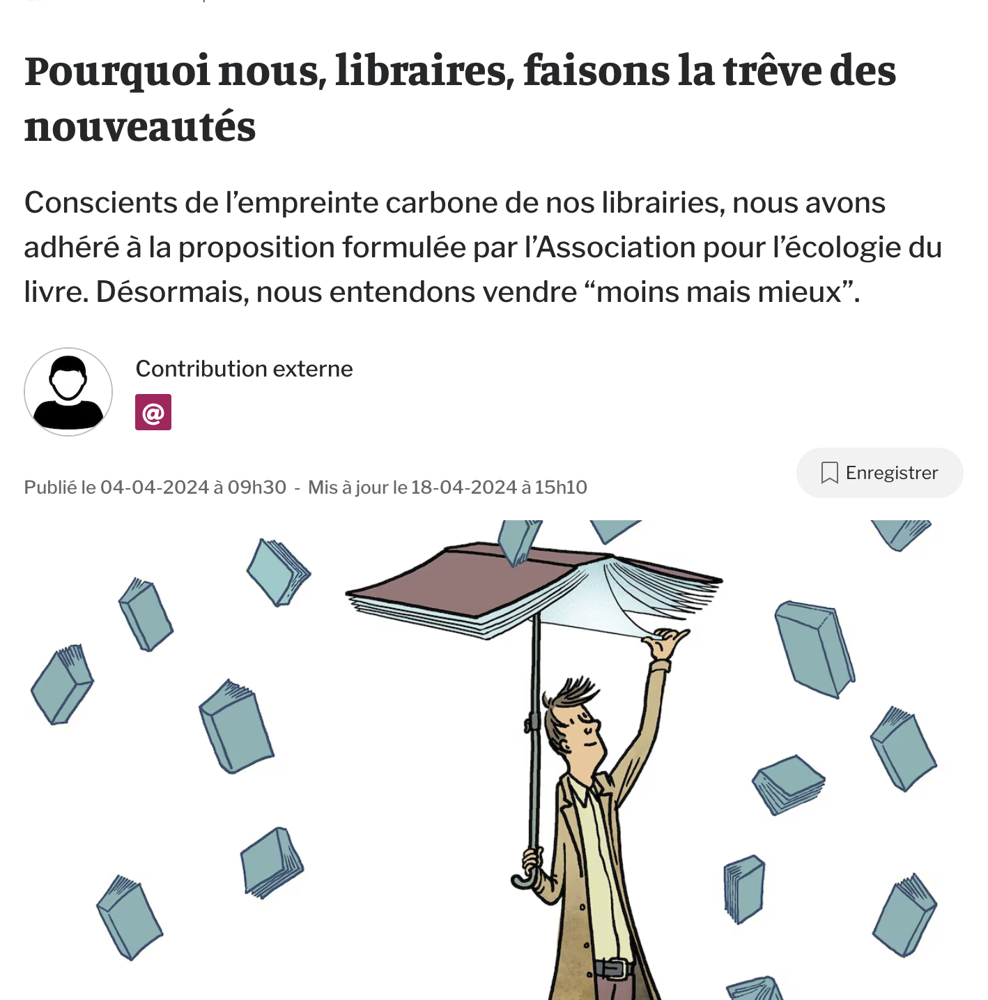 Pourquoi nous, libraires, faisons la trêve des
nouveautés
Conscients de l’empreinte carbone de nos librairies, nous avons
adhéré à la proposition formulée par l’Association pour l’écologie du
livre. Désormais, nous entendons vendre “moins mais mieux”.
Contribution externe
@
Publié le 04-04-2024 à 09h30 - Mis à jour le 18-04-2024 à 15h10
Enregistrer